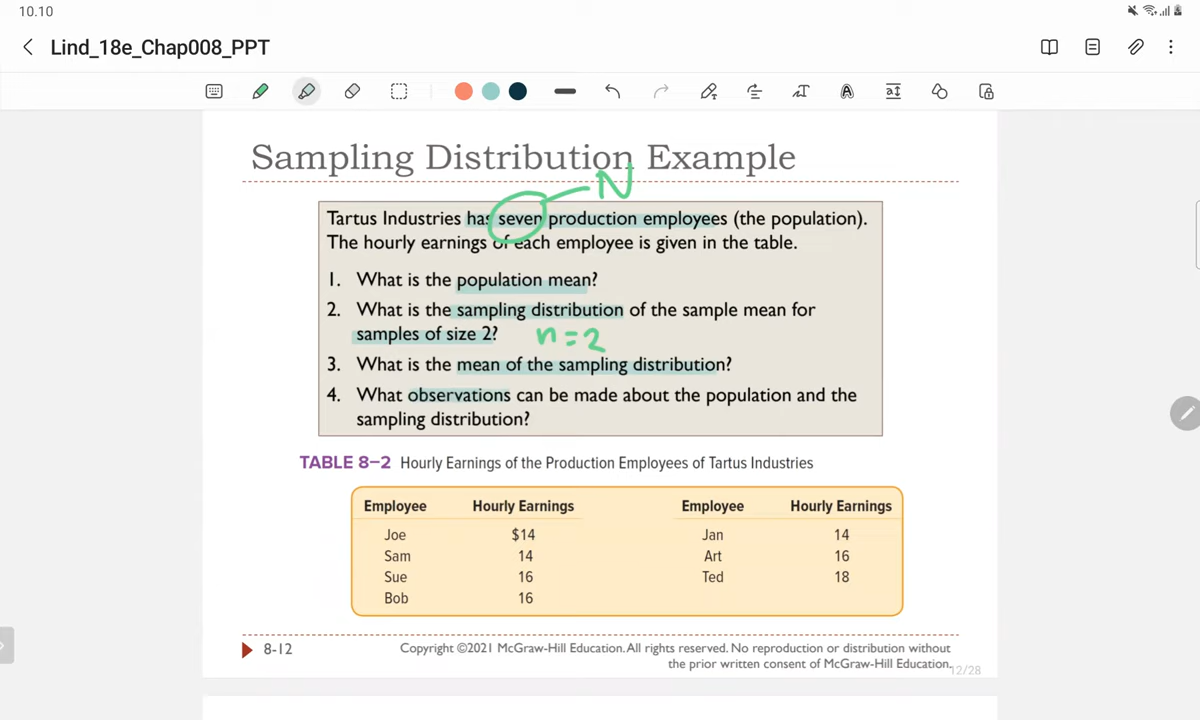 10.10
Lind_18e_Chap008_PPT
Sampling Distribution Example
N
Tartus Industries has seven production employees (the population).
The hourly earnings of each employee is given in the table.
1. What is the population mean?
2. What is the sampling distribution of the sample mean for
samples of size 2? n = 2
3. What is the mean of the sampling distribution?
4. What observations can be made about the population and the
sampling distribution?
TABLE 8–2 Hourly Earnings of the Production Employees of Tartus Industries
Employee Hourly Earnings Employee Hourly Earnings
Joe $14 Jan 14
Sam 14 Art 16
Sue 16 Ted 18
Bob 16
8-12 Copyright ©2021 McGraw-Hill Education. All rights reserved. No reproduction or distribution without
the prior written consent of McGraw-Hill Education.
12/28